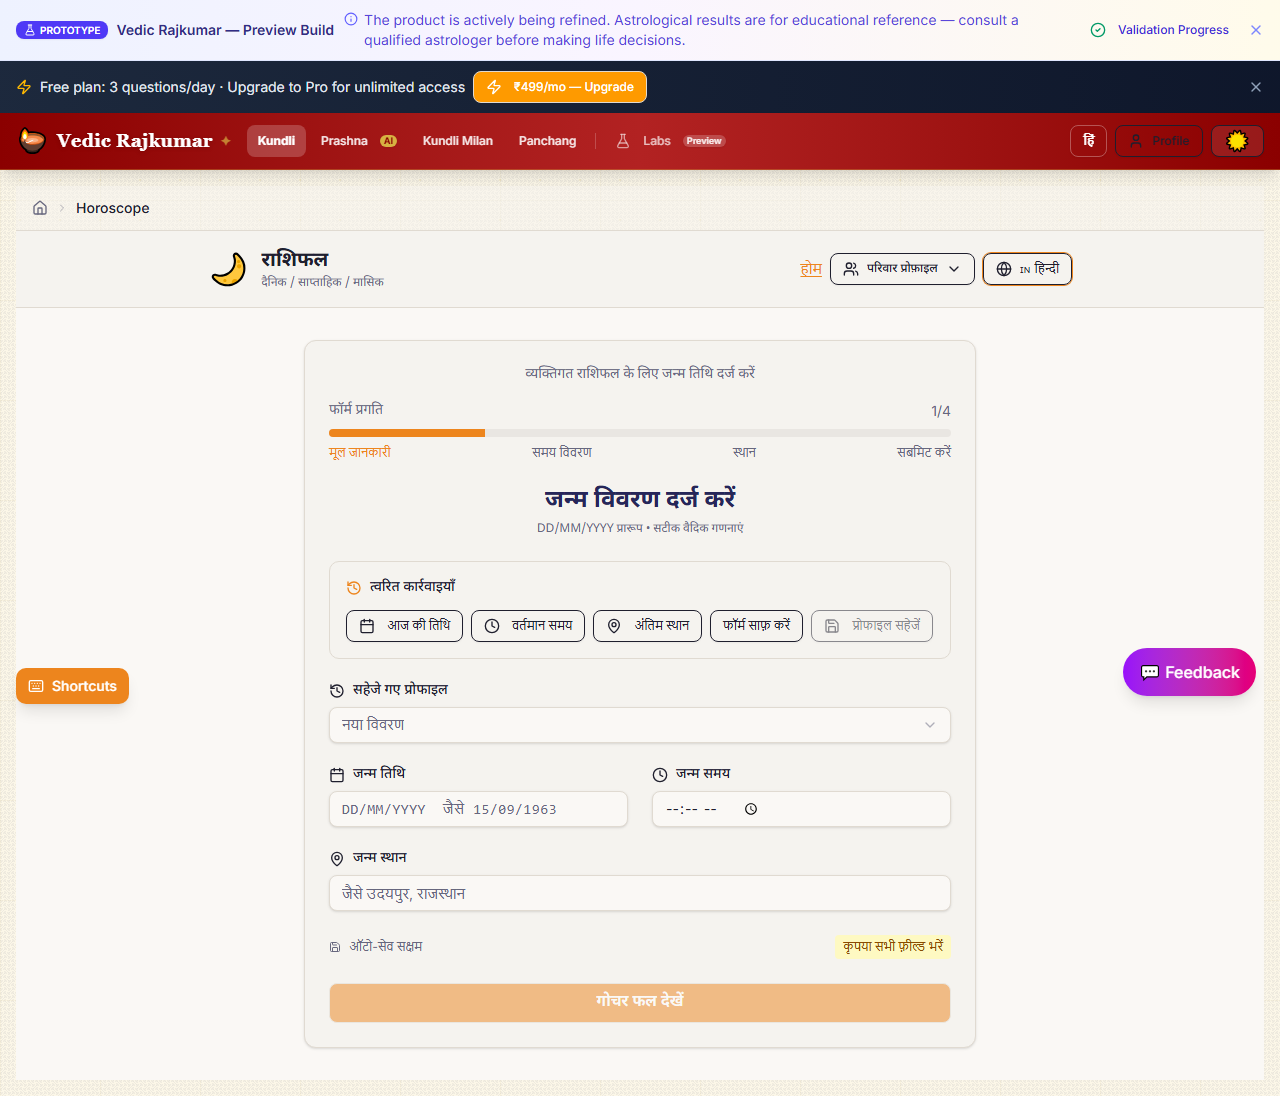 PROTOTYPE Vedic Rajkumar — Preview Build
The product is actively being refined. Astrological results are for educational reference — consult a
qualified astrologer before making life decisions.
Validation Progress
Free plan: 3 questions/day · Upgrade to Pro for unlimited access
₹499/mo — Upgrade
Vedic Rajkumar
Kundli
Prashna AI
Kundli Milan
Panchang
Labs Preview
हिं
Profile
Horoscope
राशिफल
दैनिक / साप्ताहिक / मासिक
होम
परिवार प्रोफ़ाइल
IN हिन्दी
व्यक्तिगत राशिफल के लिए जन्म तिथि दर्ज करें
फॉर्म प्रगति
1/4
मूल जानकारी
समय विवरण
स्थान
सबमिट करें
जन्म विवरण दर्ज करें
DD/MM/YYYY प्रारूप • सटीक वैदिक गणनाएं
त्वरित कार्रवाइयाँ
आज की तिथि
वर्तमान समय
अंतिम स्थान
फॉर्म साफ़ करें
प्रोफाइल सहेजें
Shortcuts
Feedback
सहेजे गए प्रोफाइल
नया विवरण
जन्म तिथि
जन्म समय
DD/MM/YYYY जैसे 15/09/1963
--:-- --
जन्म स्थान
जैसे उदयपुर, राजस्थान
ऑटो-सेव सक्षम
कृपया सभी फ़ील्ड भरें
गोचर फल देखें